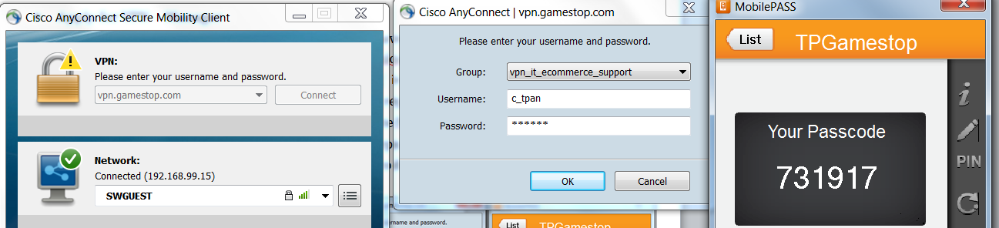 Cisco AnyConnect Secure Mobility Client
VPN:
Please enter your username and password.
vpn.gamestop.com
Connect
Network:
Connected (192.168.99.15)
SWGUEST
Cisco AnyConnect | vpn.gamestop.com
Please enter your username and password.
Group:
vpn_it_ecommerce_support
Username:
c_tpan
Password:
******
OK
Cancel
ername and password.
List
TPGamestop
MobilePASS
List
TPGamestop
Your Passcode
731917
PIN